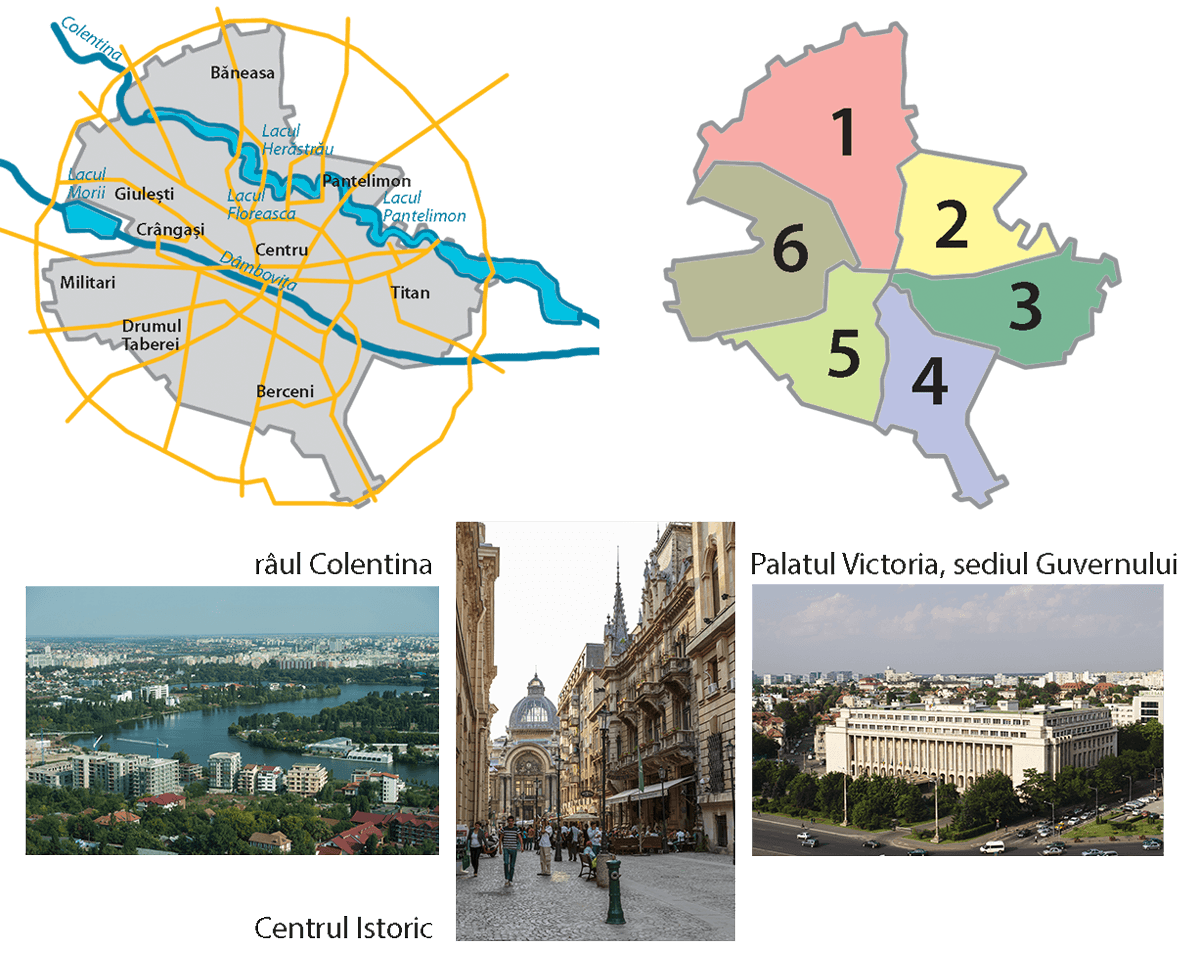 Colentina
Băneasa
Lacul
Herăstrău
Lacul
Morii
Giulești
Pantelimon
Lacul
Floreasca
Lacul
Pantelimon
Crângași
Centru
Dâmbovița
Militari
Titan
Drumul
Taberei
Berceni
1
2
3
4
5
6
râul Colentina
Palatul Victoria, sediul Guvernului
Centrul Istoric